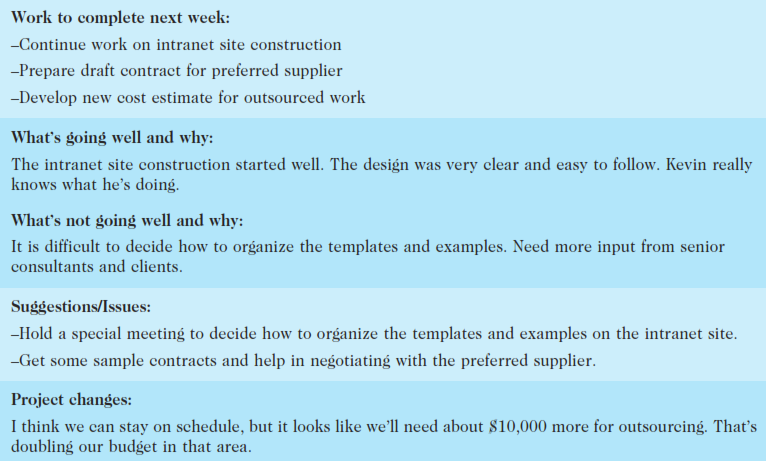 Work to complete next week:
–Continue work on intranet site construction
–Prepare draft contract for preferred supplier
–Develop new cost estimate for outsourced work
What’s going well and why:
The intranet site construction started well. The design was very clear and easy to follow. Kevin really
knows what he’s doing.
What’s not going well and why:
It is difficult to decide how to organize the templates and examples. Need more input from senior
consultants and clients.
Suggestions/Issues:
–Hold a special meeting to decide how to organize the templates and examples on the intranet site.
–Get some sample contracts and help in negotiating with the preferred supplier.
Project changes:
I think we can stay on schedule, but it looks like we’ll need about $10,000 more for outsourcing. That’s
doubling our budget in that area.